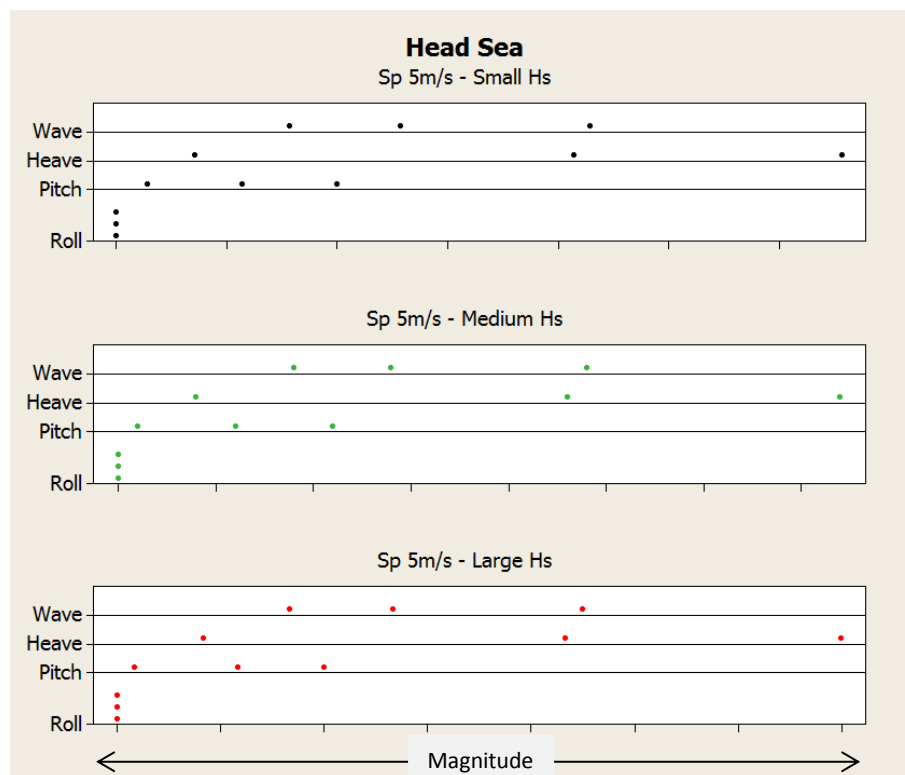 Head Sea
Sp 5m/s - Small Hs
Wave
Heave
Pitch
Roll
Sp 5m/s - Medium Hs
Wave
Heave
Pitch
Roll
Sp 5m/s - Large Hs
Wave
Heave
Pitch
Roll
Magnitude